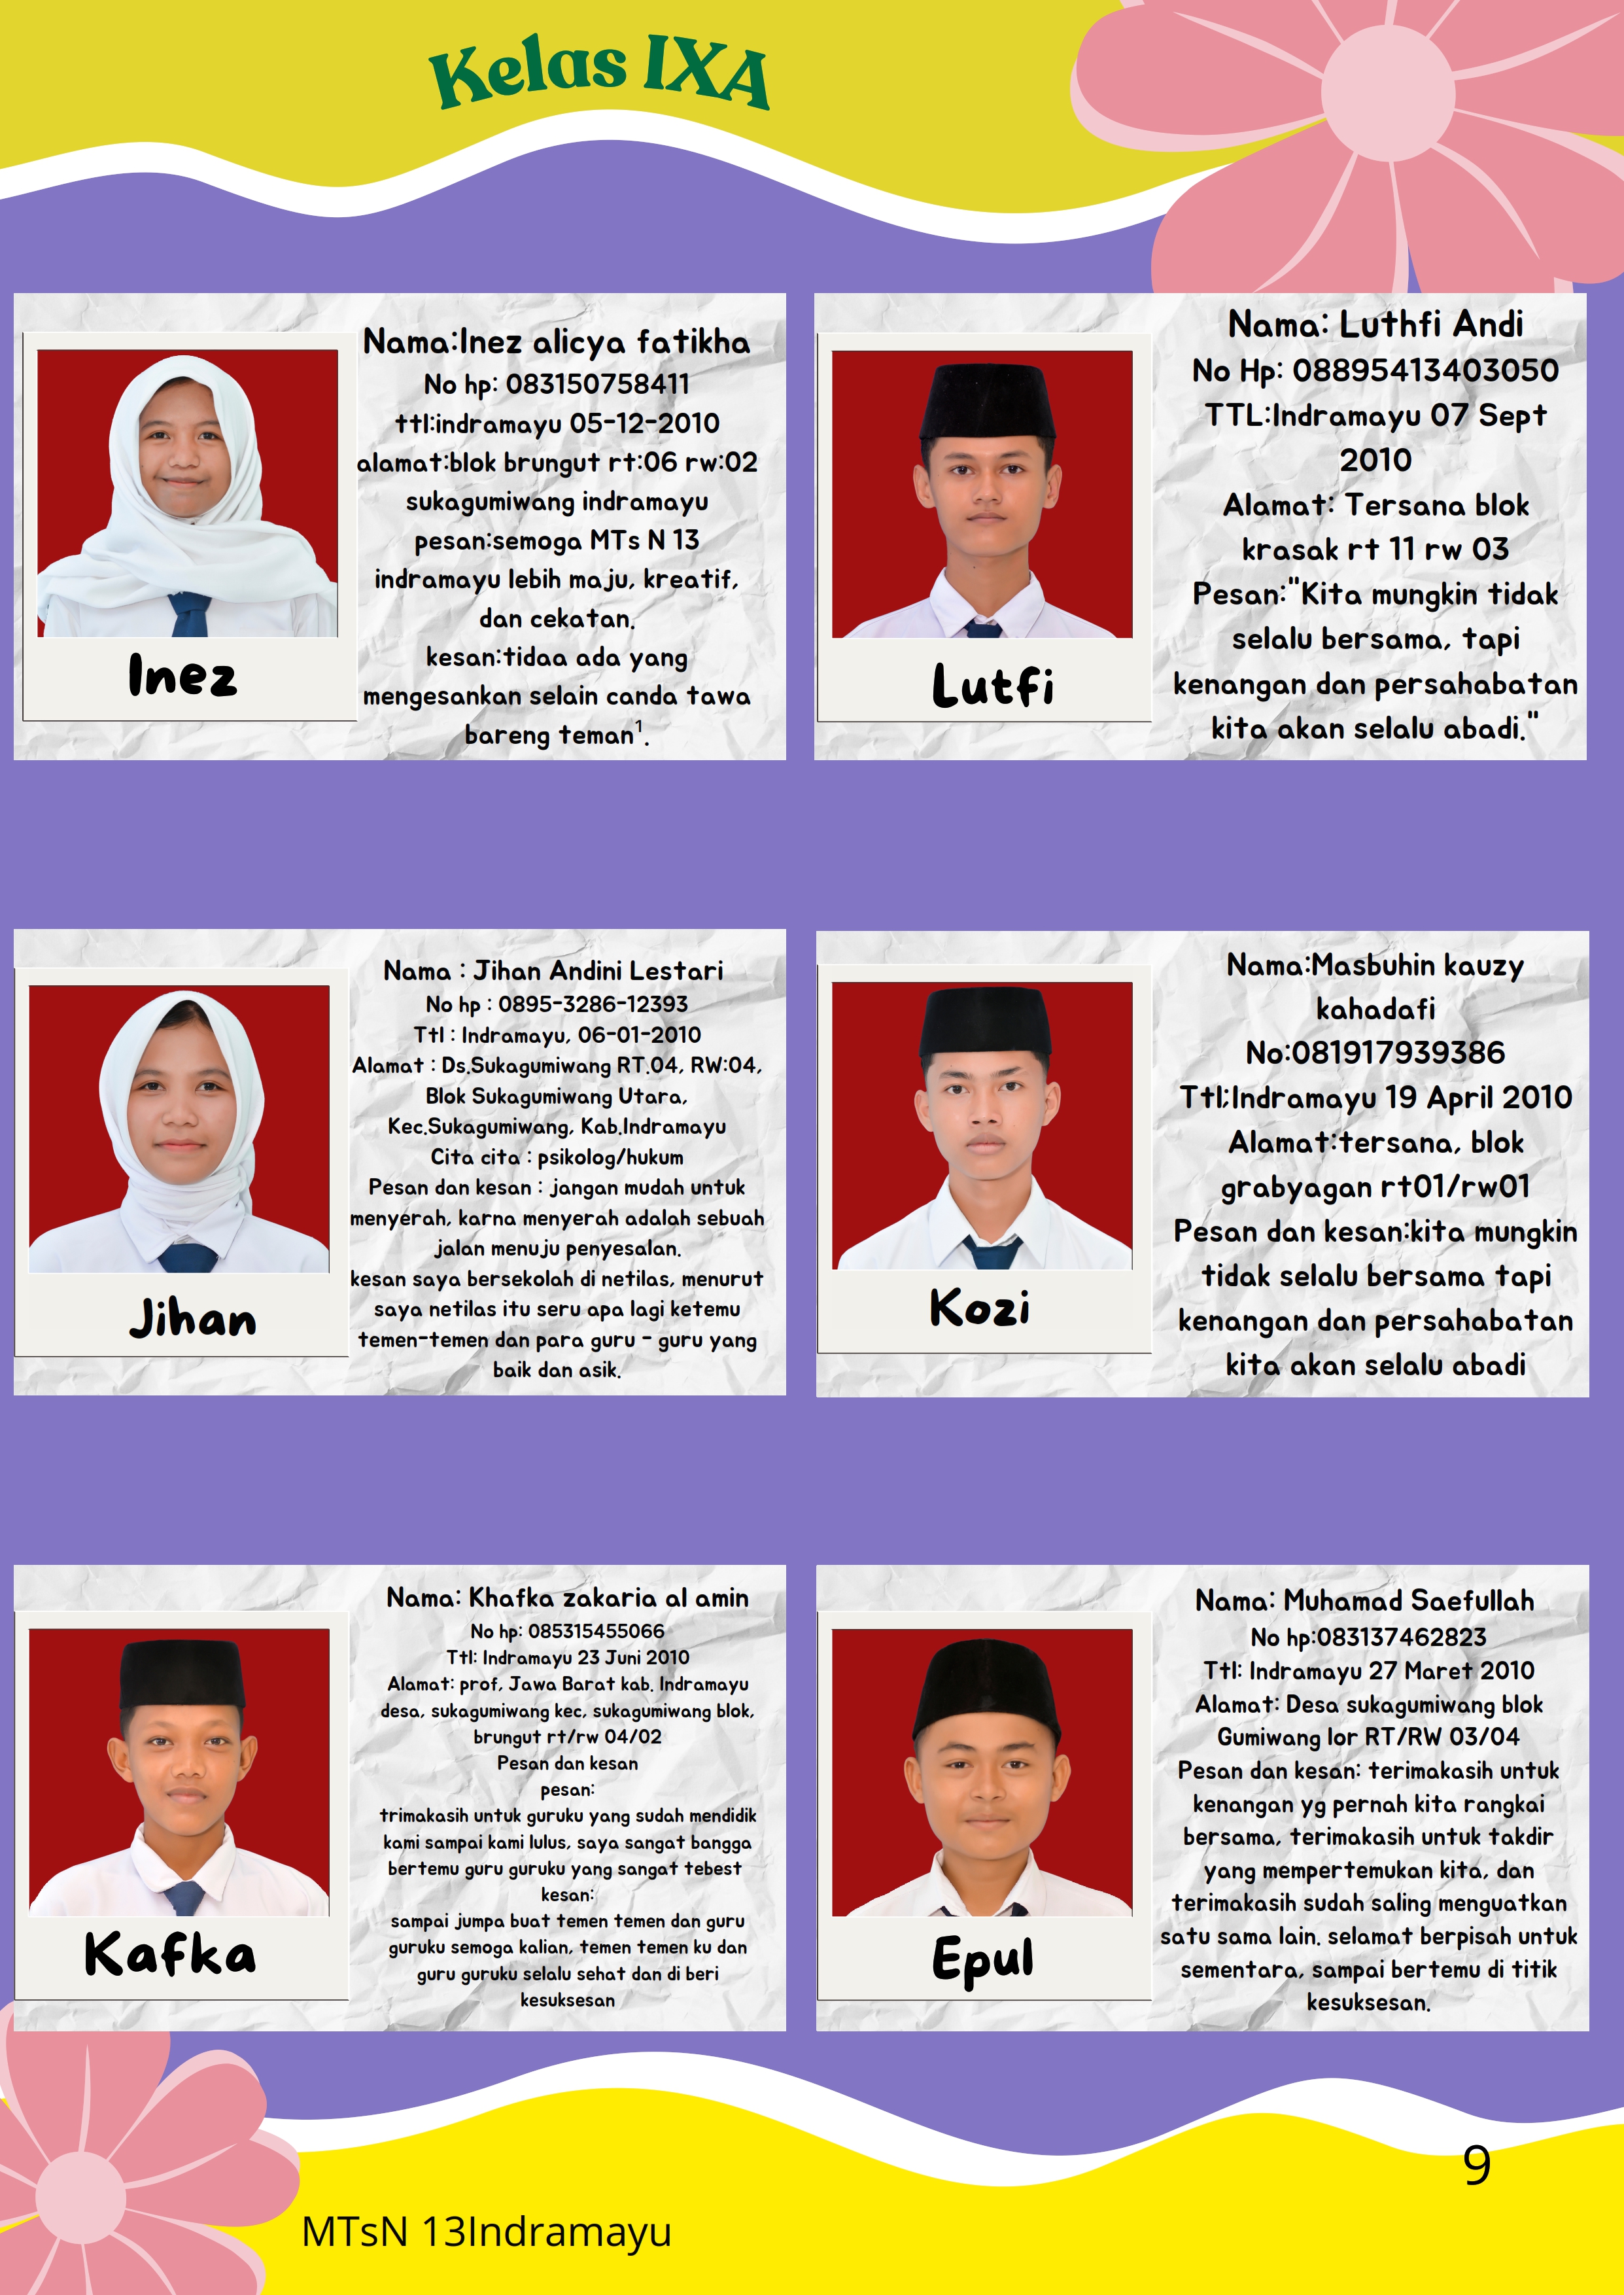 Kelas IXA
Nama:Inez alicya fatikha
No hp: 083150758411
ttl:indramayu 05-12-2010
alamat:blok brungut rt:06 rw:02
sukagumiwang indramayu
pesan:semoga MTs N 13
indramayu lebih maju, kreatif,
dan cekatan.
kesan:tidaa ada yang
mengesankan selain canda tawa
bareng teman¹.
Inez
Nama: Luthfi Andi
No Hp: 08895413403050
TTL:Indramayu 07 Sept
2010
Alamat: Tersana blok
krasak rt 11 rw 03
Pesan:"Kita mungkin tidak
selalu bersama, tapi
kenangan dan persahabatan
kita akan selalu abadi."
Lutfi
Nama : Jihan Andini Lestari
No hp : 0895-3286-12393
Ttl : Indramayu, 06-01-2010
Alamat : Ds.Sukagumiwang RT.04, RW:04,
Blok Sukagumiwang Utara,
Kec.Sukagumiwang, Kab.Indramayu
Cita cita : psikolog/hukum
Pesan dan kesan : jangan mudah untuk
menyerah, karna menyerah adalah sebuah
jalan menuju penyesalan.
kesan saya bersekolah di netilas, menurut
saya netilas itu seru apa lagi ketemu
temen-temen dan para guru - guru yang
baik dan asik.
Jihan
Nama:Masbuhin kauzy
kahadafi
No:081917939386
Ttl;Indramayu 19 April 2010
Alamat:tersana, blok
grabyagan rt01/rw01
Pesan dan kesan:kita mungkin
tidak selalu bersama tapi
kenangan dan persahabatan
kita akan selalu abadi
Kozi
Nama: Khafka zakaria al amin
No hp: 085315455066
Ttl: Indramayu 23 Juni 2010
Alamat: prof, Jawa Barat kab. Indramayu
desa, sukagumiwang kec, sukagumiwang blok,
brungut rt/rw 04/02
Pesan dan kesan
pesan:
trimakasih untuk guruku yang sudah mendidik
kami sampai kami lulus, saya sangat bangga
bertemu guru guruku yang sangat tebest
kesan:
sampai jumpa buat temen temen dan guru
guruku semoga kalian, temen temen ku dan
guru guruku selalu sehat dan di beri
kesuksesan
Kafka
Nama: Muhamad Saefullah
No hp:083137462823
Ttl: Indramayu 27 Maret 2010
Alamat: Desa sukagumiwang blok
Gumiwang lor RT/RW 03/04
Pesan dan kesan: terimakasih untuk
kenangan yg pernah kita rangkai
bersama, terimakasih untuk takdir
yang mempertemukan kita, dan
terimakasih sudah saling menguatkan
satu sama lain. selamat berpisah untuk
sementara, sampai bertemu di titik
kesuksesan.
Epul
9
MTsN 13Indramayu